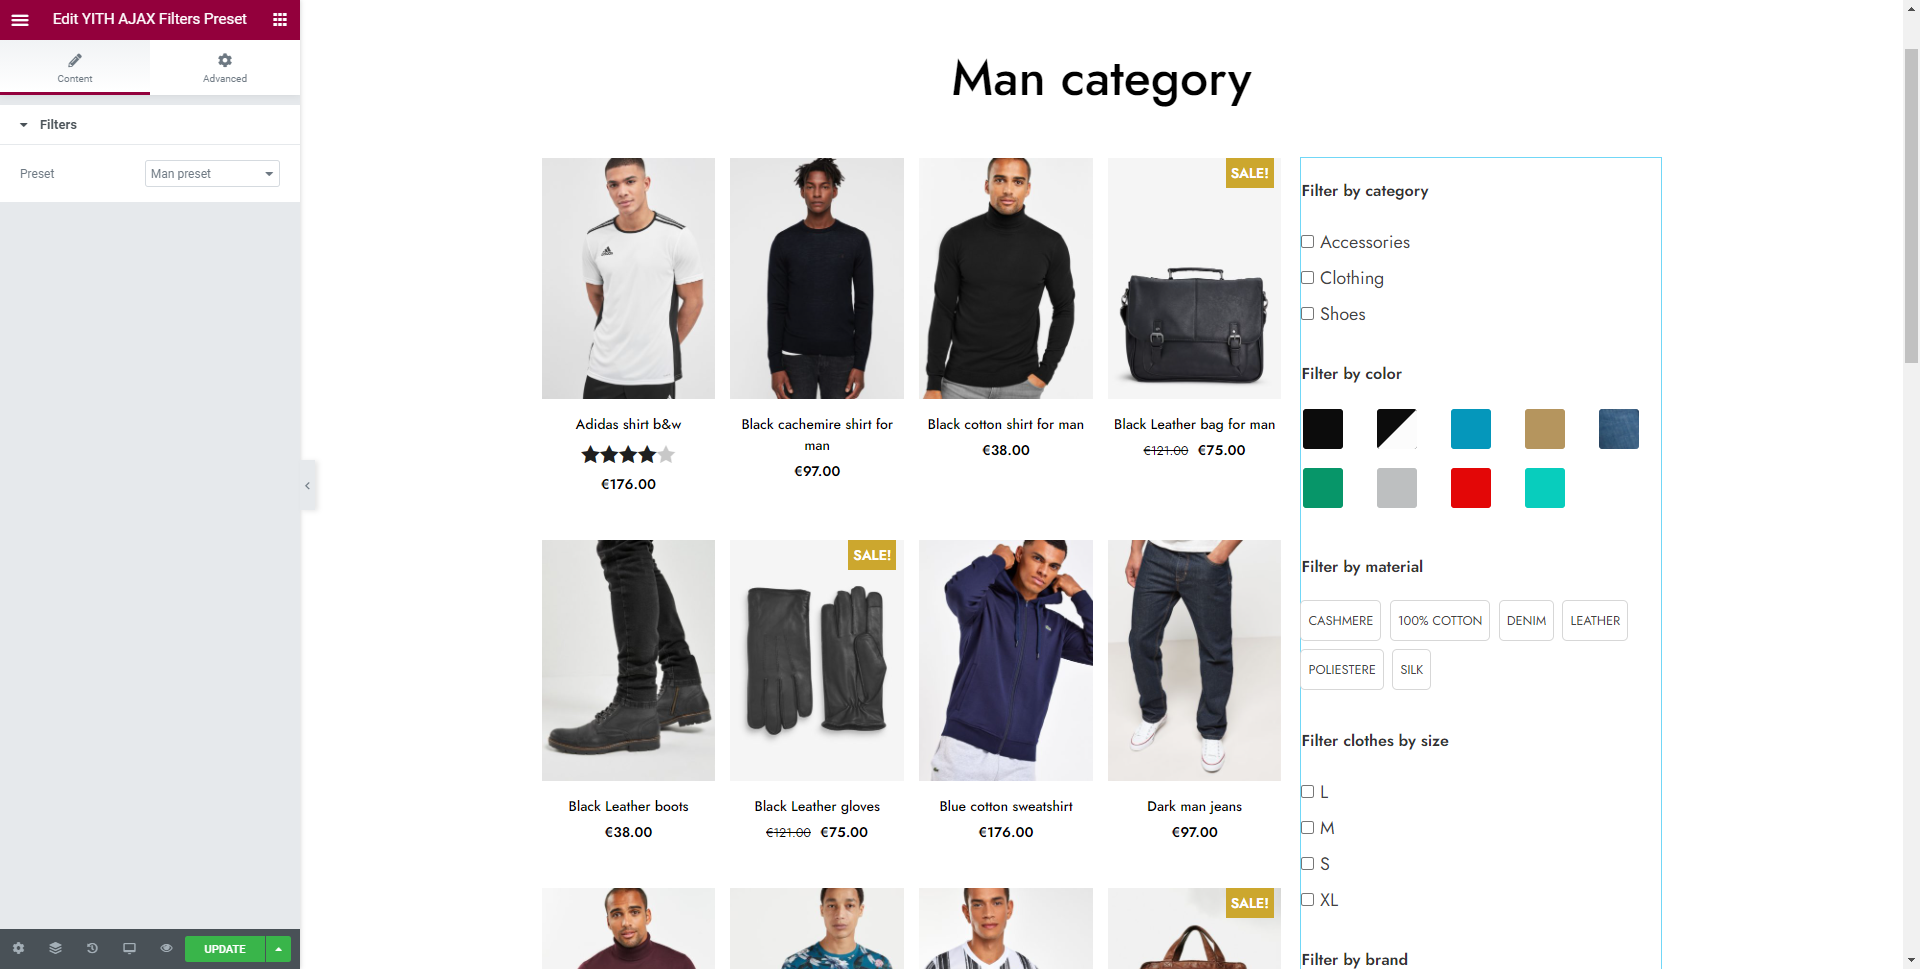 Edit YITH AJAX Filters Preset
Content
Advanced
Filters
Preset
Man preset
UPDATE
Man category
SALE!
Adidas shirt b&w
€176.00
Black cachemire shirt for
man
€97.00
Black cotton shirt for man
€38.00
Black Leather bag for man
€121.00 €75.00
SALE!
Black Leather boots
€38.00
Black Leather gloves
€121.00 €75.00
Blue cotton sweatshirt
€176.00
Dark man jeans
€97.00
SALE!
Filter by category
Accessories
Clothing
Shoes
Filter by color
Filter by material
CASHMERE
100% COTTON
DENIM
LEATHER
POLIESTERE
SILK
Filter clothes by size
L
M
S
XL
Filter by brand